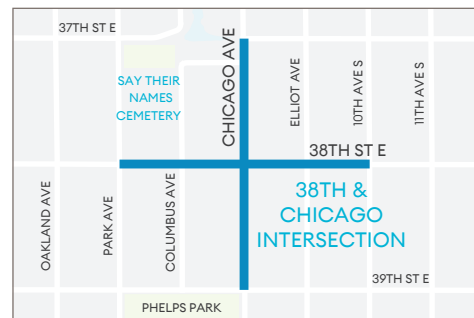 37TH ST E
SAY THEIR
NAMES
CEMETERY
CHICAGO AVE
ELLIOT AVE
10TH AVE S
11TH AVE S
38TH ST E
OAKLAND AVE
PARK AVE
COLUMBUS AVE
38TH &
CHICAGO
INTERSECTION
39TH ST E
PHELPS PARK